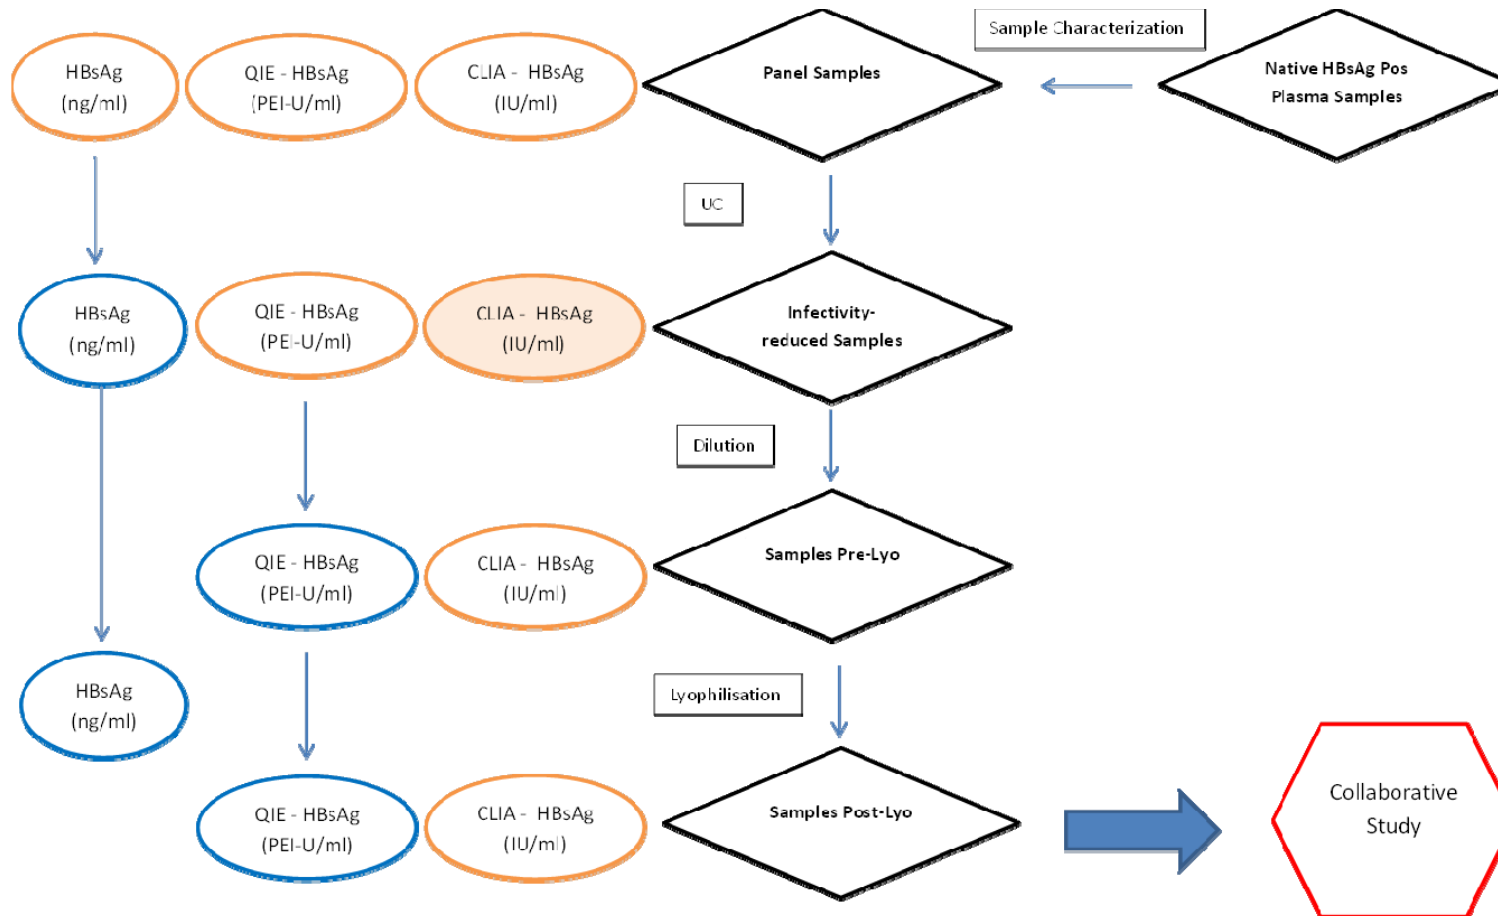 Sample Characterization
HBsAg
(ng/ml)
QIE - HBsAg
(PEI-U/ml)
CLIA - HBsAg
(IU/ml)
Panel Samples
Native HBsAg Pos
Plasma Samples
UC
HBsAg
(ng/ml)
QIE - HBsAg
(PEI-U/ml)
CLIA - HBsAg
(IU/ml)
Infectivity-
reduced Samples
Dilution
QIE - HBsAg
(PEI-U/ml)
CLIA - HBsAg
(IU/ml)
Samples Pre-Lyo
HBsAg
(ng/ml)
Lyophilisation
QIE - HBsAg
(PEI-U/ml)
CLIA - HBsAg
(IU/ml)
Samples Post-Lyo
Collaborative
Study